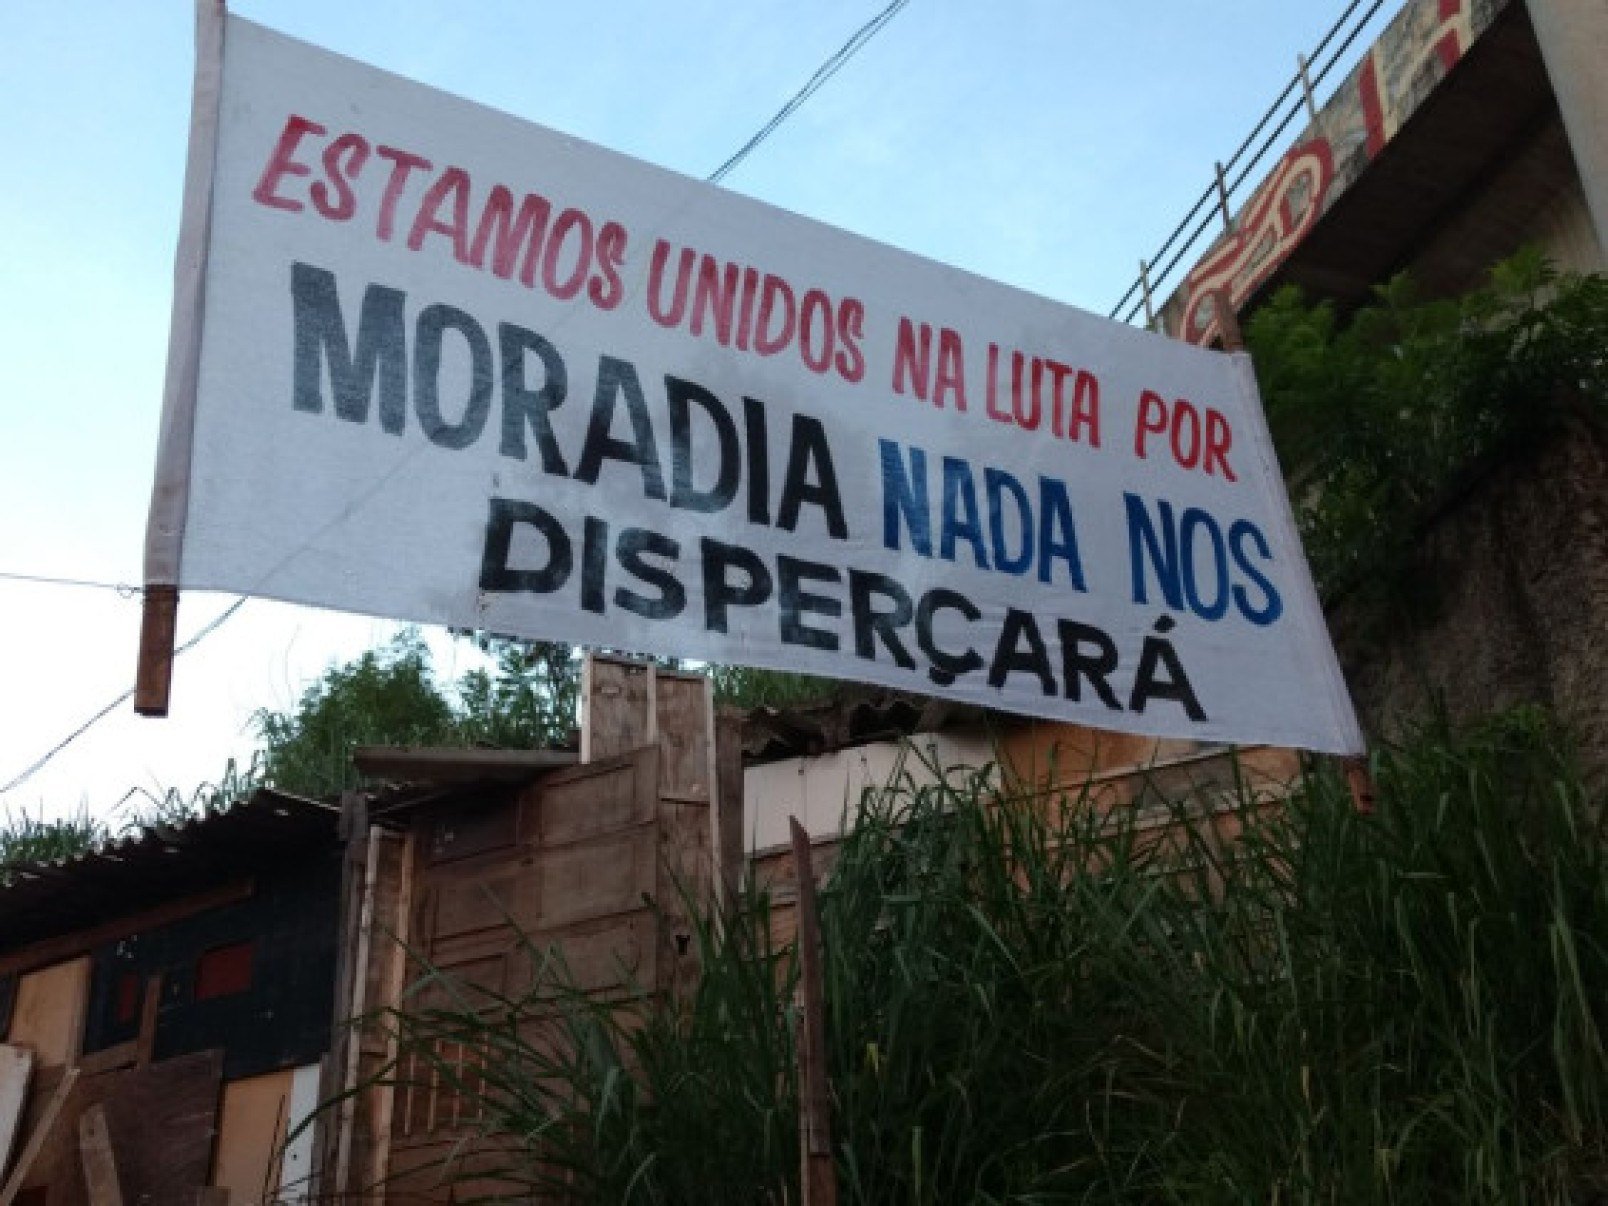 ESTAMOS UNIDOS NA LUTA POR
MORADIA NADA NOS
DISPERÇARÁ